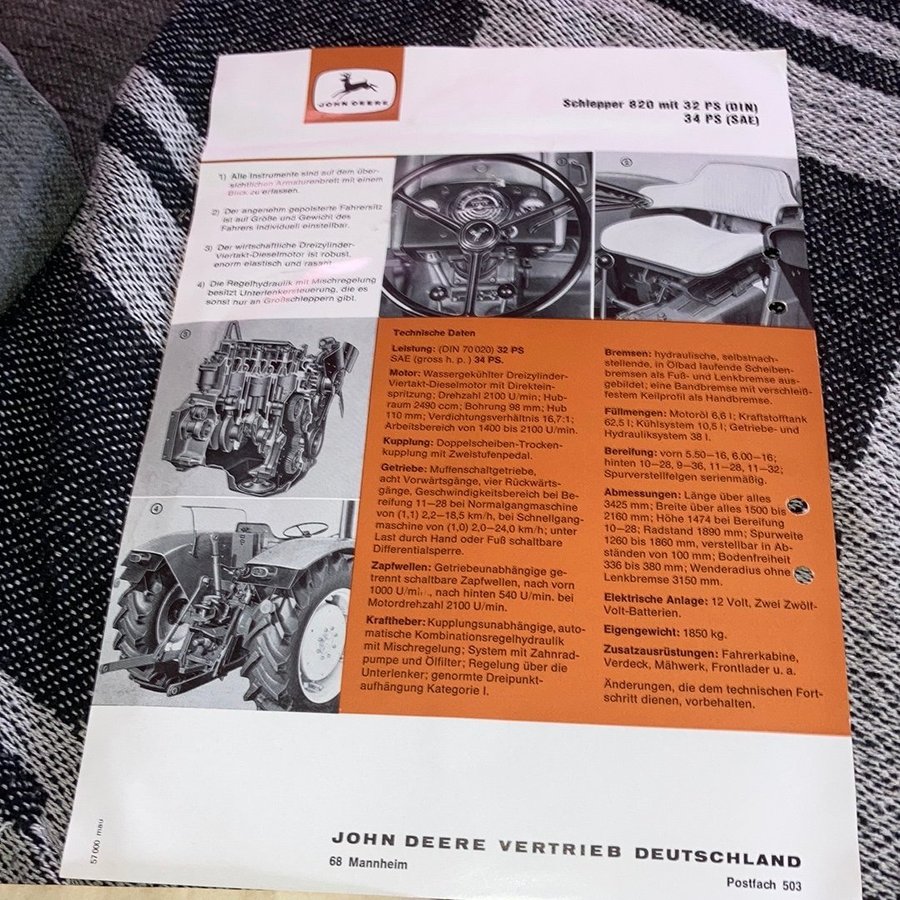 JOHN DEERE
Schlepper 820 mit 32 PS (DIN)
34 PS (SAE)
1) Alle Instrumente sind auf dem über-
sichtlichen Armaturenbrett mit einem
Blick zu erfassen.
2) Der angenehm gepolsterte Fahrersitz
ist auf Größe und Gewicht des
Fahrers individuell einstellbar.
3) Der wirtschaftliche Dreizylinder-
Viertakt-Dieselmotor ist robust,
enorm elastisch und rasant.
4) Die Regelhydraulik mit Mischregelung
besitzt Unterlenkersteuerung, die es
sonst nur an Großschleppern gibt.
3
4
Technische Daten
Leistung: (DIN 70020) 32 PS
SAE (gross h. p. ) 34 PS.
Motor: Wassergekühlter Dreizylinder-
Viertakt-Dieselmotor mit Direktein-
spritzung; Drehzahl 2100 U/min; Hub-
raum 2490 ccm; Bohrung 98 mm; Hub
110 mm; Verdichtungsverhältnis 16,7:1;
Arbeitsbereich von 1400 bis 2100 U/min.
Kupplung: Doppelscheiben-Trocken-
kupplung mit Zweistufenpedal.
Getriebe: Muffenschaltgetriebe,
acht Vorwärtsgänge, vier Rückwärts-
gänge, Geschwindigkeitsbereich bei Be-
reifung 11–28 bei Normalgangmaschine
von (1,1) 2,2–18,5 km/h, bei Schnellgang-
maschine von (1,0) 2,0–24,0 km/h; unter
Last durch Hand oder Fuß schaltbare
Differentialsperre.
Zapfwellen: Getriebeunabhängige ge-
trennt schaltbare Zapfwellen, nach vorn
1000 U/min., nach hinten 540 U/min. bei
Motordrehzahl 2100 U/min.
Kraftheber: Kupplungsunabhängige, auto-
matische Kombinationsregelhydraulik
mit Mischregelung; System mit Zahnrad-
pumpe und Ölfilter; Regelung über die
Unterlenker; genormte Dreipunkt-
aufhängung Kategorie I.
Bremsen: hydraulische, selbstnach-
stellende, in Ölbad laufende Scheiben-
bremsen als Fuß- und Lenkbremse aus-
gebildet; eine Bandbremse mit verschleiß-
festem Keilprofil als Handbremse.
Füllmengen: Motoröl 6,6 l; Kraftstofftank
62,5 l; Kühlsystem 10,5 l; Getriebe- und
Hydrauliksystem 38 l.
Bereifung: vorn 5.50–16, 6.00–16;
hinten 10–28, 9–36, 11–28, 11–32;
Spurverstellfelgen serienmäßig.
Abmessungen: Länge über alles
3425 mm; Breite über alles 1500 bis
2160 mm; Höhe 1474 bei Bereifung
10–28; Radstand 1890 mm; Spurweite
1260 bis 1860 mm, verstellbar in Ab-
ständen von 100 mm; Bodenfreiheit
336 bis 380 mm; Wenderadius ohne
Lenkbremse 3150 mm.
Elektrische Anlage: 12 Volt, Zwei Zwölf-
Volt-Batterien.
Eigengewicht: 1850 kg.
Zusatzausrüstungen: Fahrerkabine,
Verdeck, Mähwerk, Frontlader u. a.
Änderungen, die dem technischen Fort-
schritt dienen, vorbehalten.
57.000 mau
JOHN DEERE VERTRIEB DEUTSCHLAND
68 Mannheim
Postfach 503